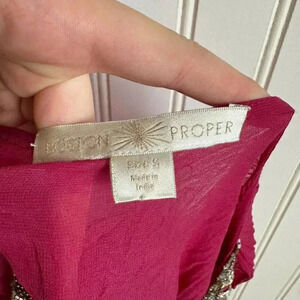 BOSTON PROPER
Size S
Made in
India